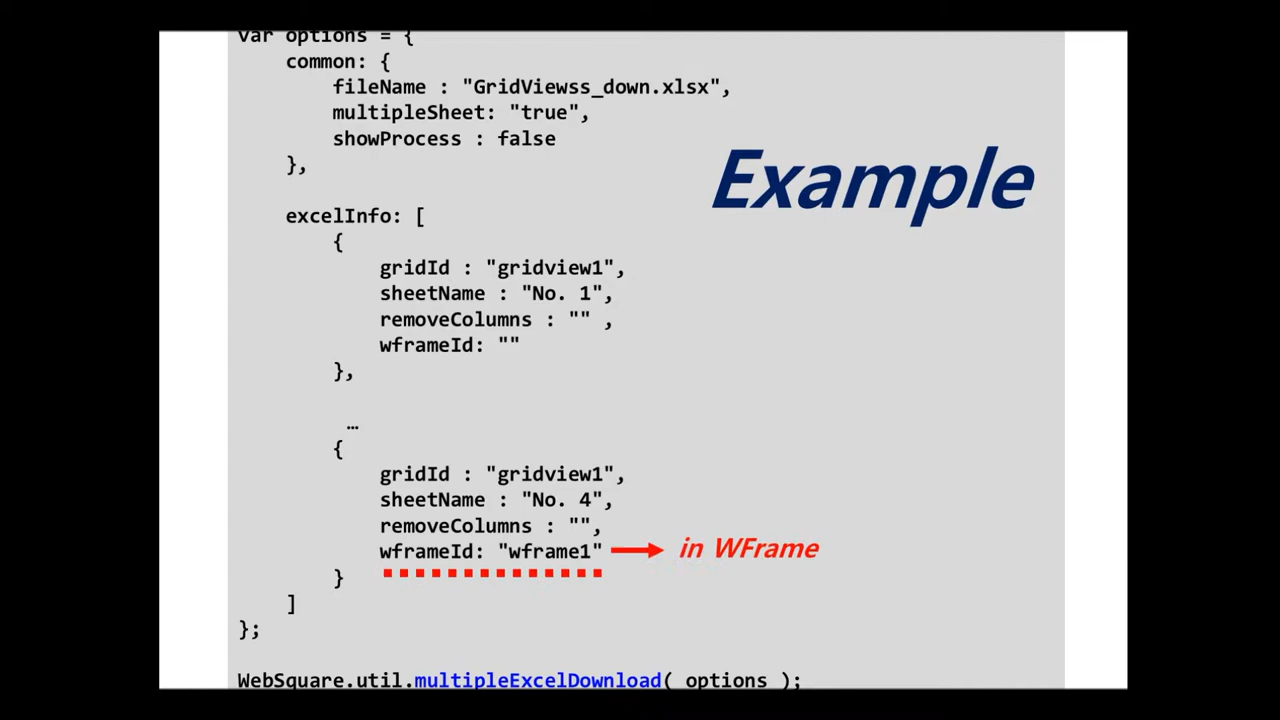 var options = {
common: {
fileName : "GridViewss_down.xlsx",
multipleSheet: "true",
showProcess : false
},
Example
excelInfo: [
{
gridId : "gridview1",
sheetName : "No. 1",
removeColumns : "" ,
wframeId: ""
},
…
{
gridId : "gridview1",
sheetName : "No. 4",
removeColumns : "",
wframeId: "wframe1" in WFrame
}
]
};
WebSquare.util.multipleExcelDownload( options );